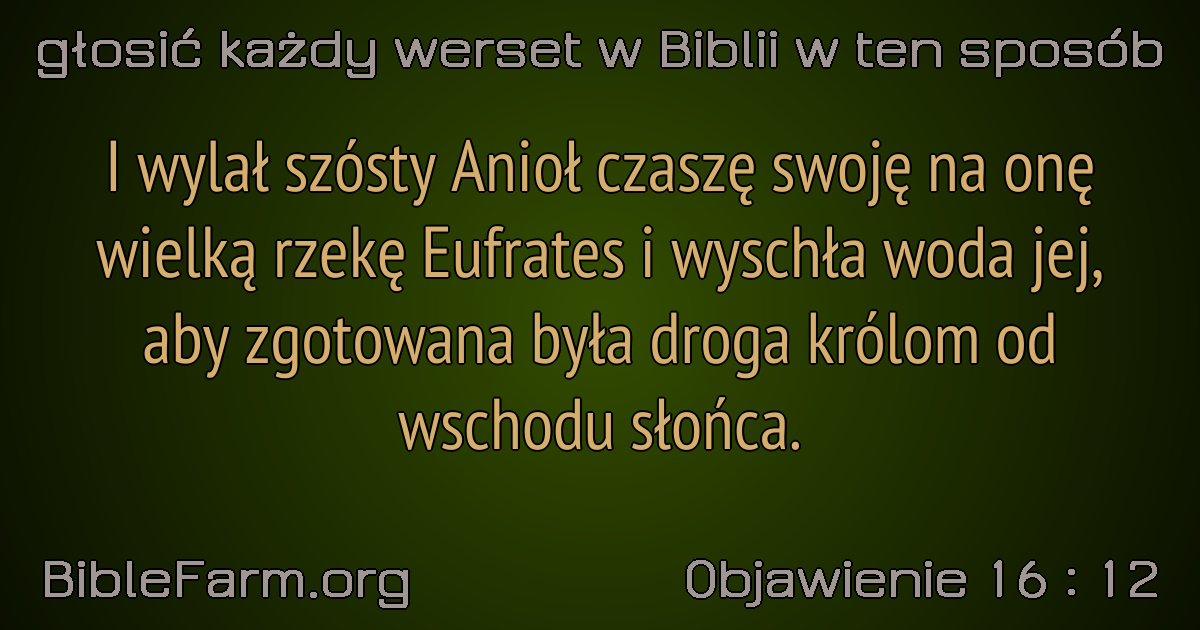 głosić każdy werset w Biblii w ten sposób
I wylał szósty Anioł czaszę swoję na onę
wielką rzekę Eufrates i wyschła woda jej,
aby zgotowana była droga królom od
wschodu słońca.
BibleFarm.org
Objawienie 16 : 12